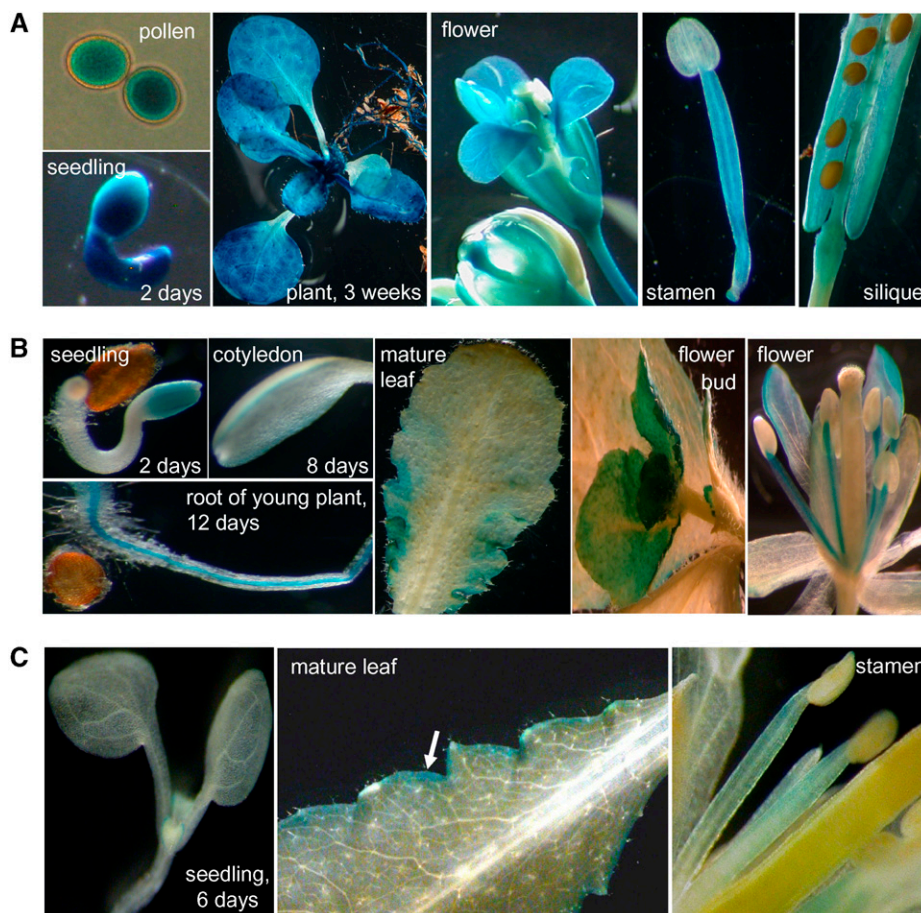 A
pollen
seedling
2 days
plant, 3 weeks
flower
stamen
silique
B
seedling
2 days
cotyledon
8 days
root of young plant,
12 days
mature
leaf
flower
bud
flower
C
seedling,
6 days
mature leaf
stamen